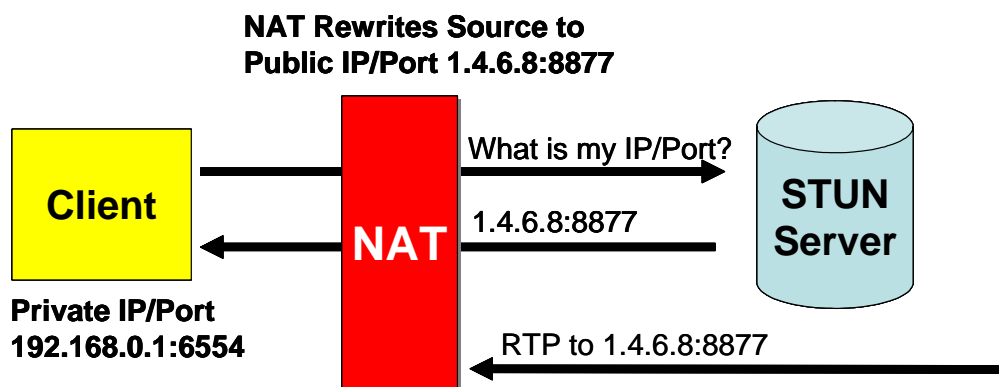 NAT Rewrites Source to
Public IP/Port 1.4.6.8:8877
What is my IP/Port?
Client
NAT
1.4.6.8:8877
STUN
Server
Private IP/Port
192.168.0.1:6554
RTP to 1.4.6.8:8877